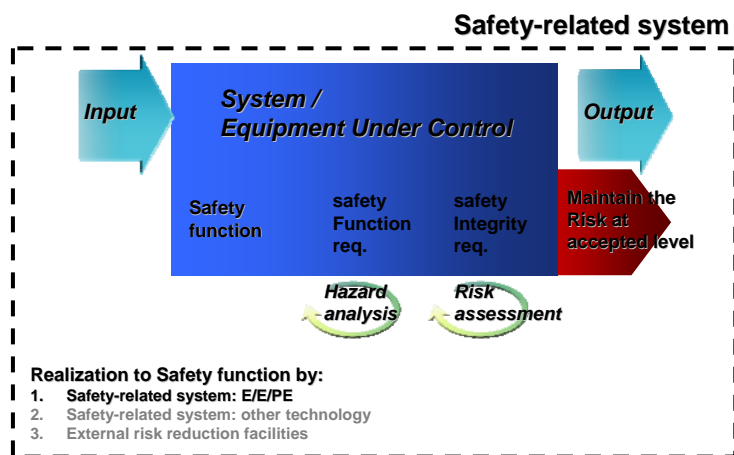 Safety-related system
Input
System /
Equipment Under Control
Output
Safety
function
safety
Function
req.
safety
Integrity
req.
Maintain the
Risk at
accepted level
Hazard
analysis
Risk
assessment
Realization to Safety function by:
1. Safety-related system: E/E/PE
2. Safety-related system: other technology
3. External risk reduction facilities